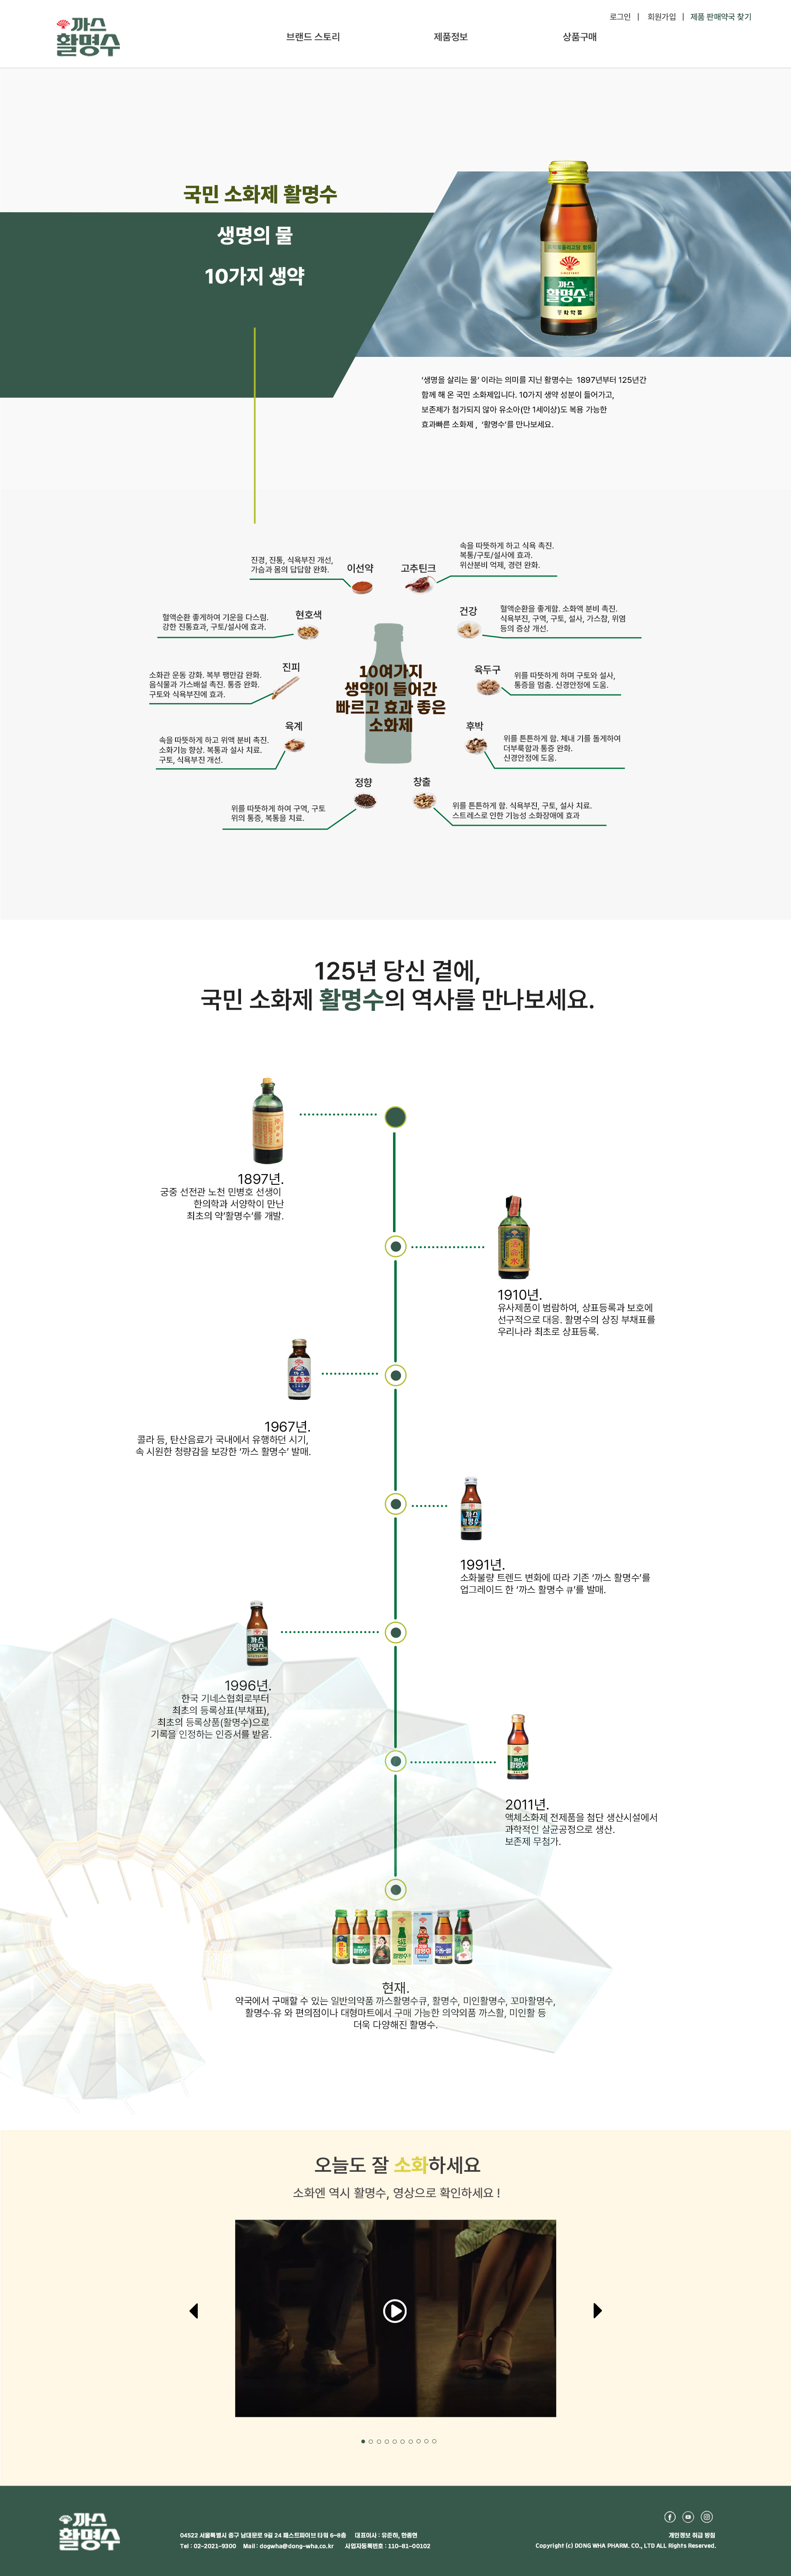 까스
활명수
로그인 | 회원가입 | 제품 판매약국 찾기
브랜드 스토리 제품정보 상품구매
국민 소화제 활명수
생명의 물
10가지 생약
까스
활명수
동화약품
‘생명을 살리는 물’ 이라는 의미를 지닌 활명수는 1897년부터 125년간
함께 해 온 국민 소화제입니다. 10가지 생약 성분이 들어가고,
보존제가 첨가되지 않아 유소아(만 1세이상)도 복용 가능한
효과빠른 소화제 , ‘활명수’를 만나보세요.
이선약
진경, 진통, 식욕부진 개선,
가슴과 몸의 답답함 완화.
고추틴크
속을 따뜻하게 하고 식욕 촉진.
복통/구토/설사에 효과.
위산분비 억제, 경련 완화.
현호색
혈액순환 좋게하여 기운을 다스림.
강한 진통효과, 구토/설사에 효과.
건강
혈액순환을 좋게함. 소화액 분비 촉진.
식욕부진, 구역, 구토, 설사, 가스참, 위염
등의 증상 개선.
진피
소화관 운동 강화. 복부 팽만감 완화.
음식물과 가스배설 촉진. 통증 완화.
구토와 식욕부진에 효과.
육두구
위를 따뜻하게 하며 구토와 설사,
통증을 멈춤. 신경안정에 도움.
10여가지
생약이 들어간
빠르고 효과 좋은
소화제
육계
속을 따뜻하게 하고 위액 분비 촉진.
소화기능 향상. 복통과 설사 치료.
구토, 식욕부진 개선.
후박
위를 튼튼하게 함. 체내 기를 돌게하여
더부룩함과 통증 완화.
신경안정에 도움.
정향
위를 따뜻하게 하여 구역, 구토
위의 통증, 복통을 치료.
창출
위를 튼튼하게 함. 식욕부진, 구토, 설사 치료.
스트레스로 인한 기능성 소화장애에 효과
125년 당신 곁에,
국민 소화제 활명수의 역사를 만나보세요.
1897년.
궁중 선전관 노천 민병호 선생이
한의학과 서양학이 만난
최초의 약‘활명수’를 개발.
1910년.
유사제품이 범람하여, 상표등록과 보호에
선구적으로 대응. 활명수의 상징 부채표를
우리나라 최초로 상표등록.
1967년.
콜라 등, 탄산음료가 국내에서 유행하던 시기,
속 시원한 청량감을 보강한 ‘까스 활명수’ 발매.
까스
활명수
1991년.
소화불량 트렌드 변화에 따라 기존 ‘까스 활명수’를
업그레이드 한 ‘까스 활명수 큐’를 발매.
까스
활명수
1996년.
한국 기네스협회로부터
최초의 등록상표(부채표),
최초의 등록상품(활명수)으로
기록을 인정하는 인증서를 받음.
까스
활명수
2011년.
액체소화제 전제품을 첨단 생산시설에서
과학적인 살균공정으로 생산.
보존제 무첨가.
현재.
약국에서 구매할 수 있는 일반의약품 까스활명수큐, 활명수, 미인활명수, 꼬마활명수,
활명수·유 와 편의점이나 대형마트에서 구매 가능한 의약외품 까스활, 미인활 등
더욱 다양해진 활명수.
오늘도 잘 소화하세요
소화엔 역시 활명수, 영상으로 확인하세요 !
까스
활명수
04522 서울특별시 중구 남대문로 9길 24 패스트파이브 타워 6-8층 대표이사 : 유준하, 한종현
Tel : 02-2021-9300 Mail : dogwha@dong-wha.co.kr 사업자등록번호 : 110-81-00102
개인정보 취급 방침
Copyright (c) DONG WHA PHARM. CO., LTD ALL Rights Reserved.